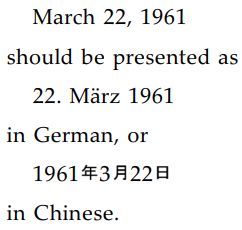 March 22, 1961
should be presented as
22. März 1961
in German, or
1961年3月22日
in Chinese.